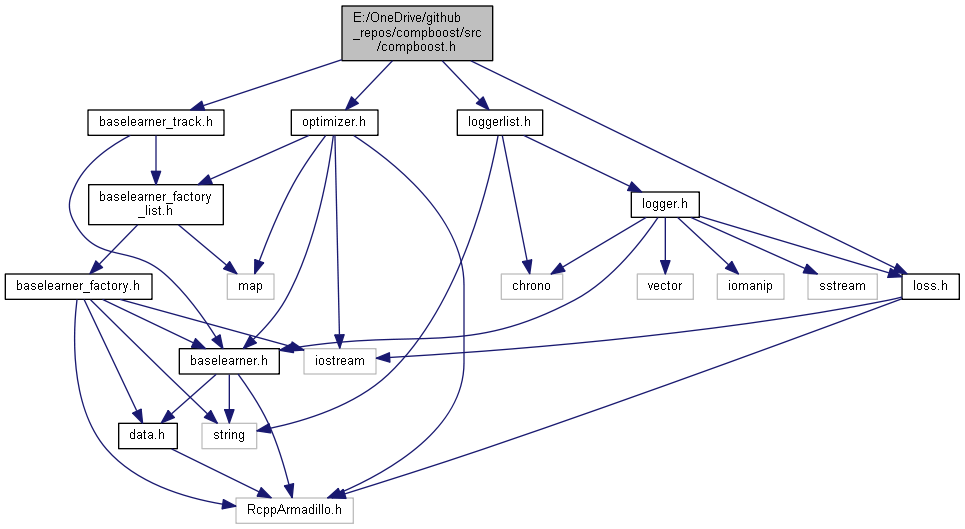 E:/OneDrive/github
_repos/compboost/src
/compboost.h
baselearner_track.h
optimizer.h
loggerlist.h
baselearner_factory
_list.h
logger.h
baselearner_factory.h
map
chrono
vector
iomanip
sstream
loss.h
baselearner.h
iostream
data.h
string
RcppArmadillo.h